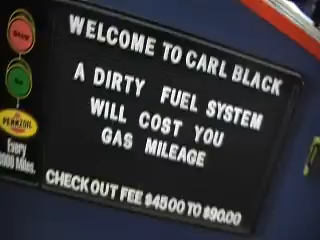 WELCOME TO CARL BLACK
A DIRTY FUEL SYSTEM
WILL COST YOU
GAS MILEAGE
CHECK OUT FEE $4500 TO $90.00
PENNZOIL
Every
3000 Miles.